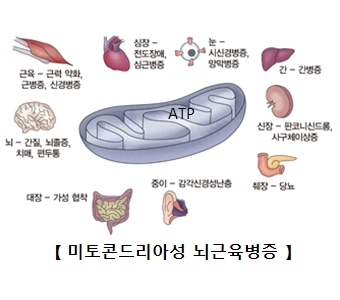 심장 –
전도장애,
심근병증
눈 –
시신경병증,
망막병증
근육 – 근력 약화,
근병증, 신경병증
간 – 간병증
ATP
뇌 – 간질, 뇌졸증,
치매, 편두통
신장 – 판코니신드롬,
사구체이상증
대장 – 가성 협착
중이 – 감각신경성난층
췌장 – 당뇨
【 미토콘드리아성 뇌근육병증 】